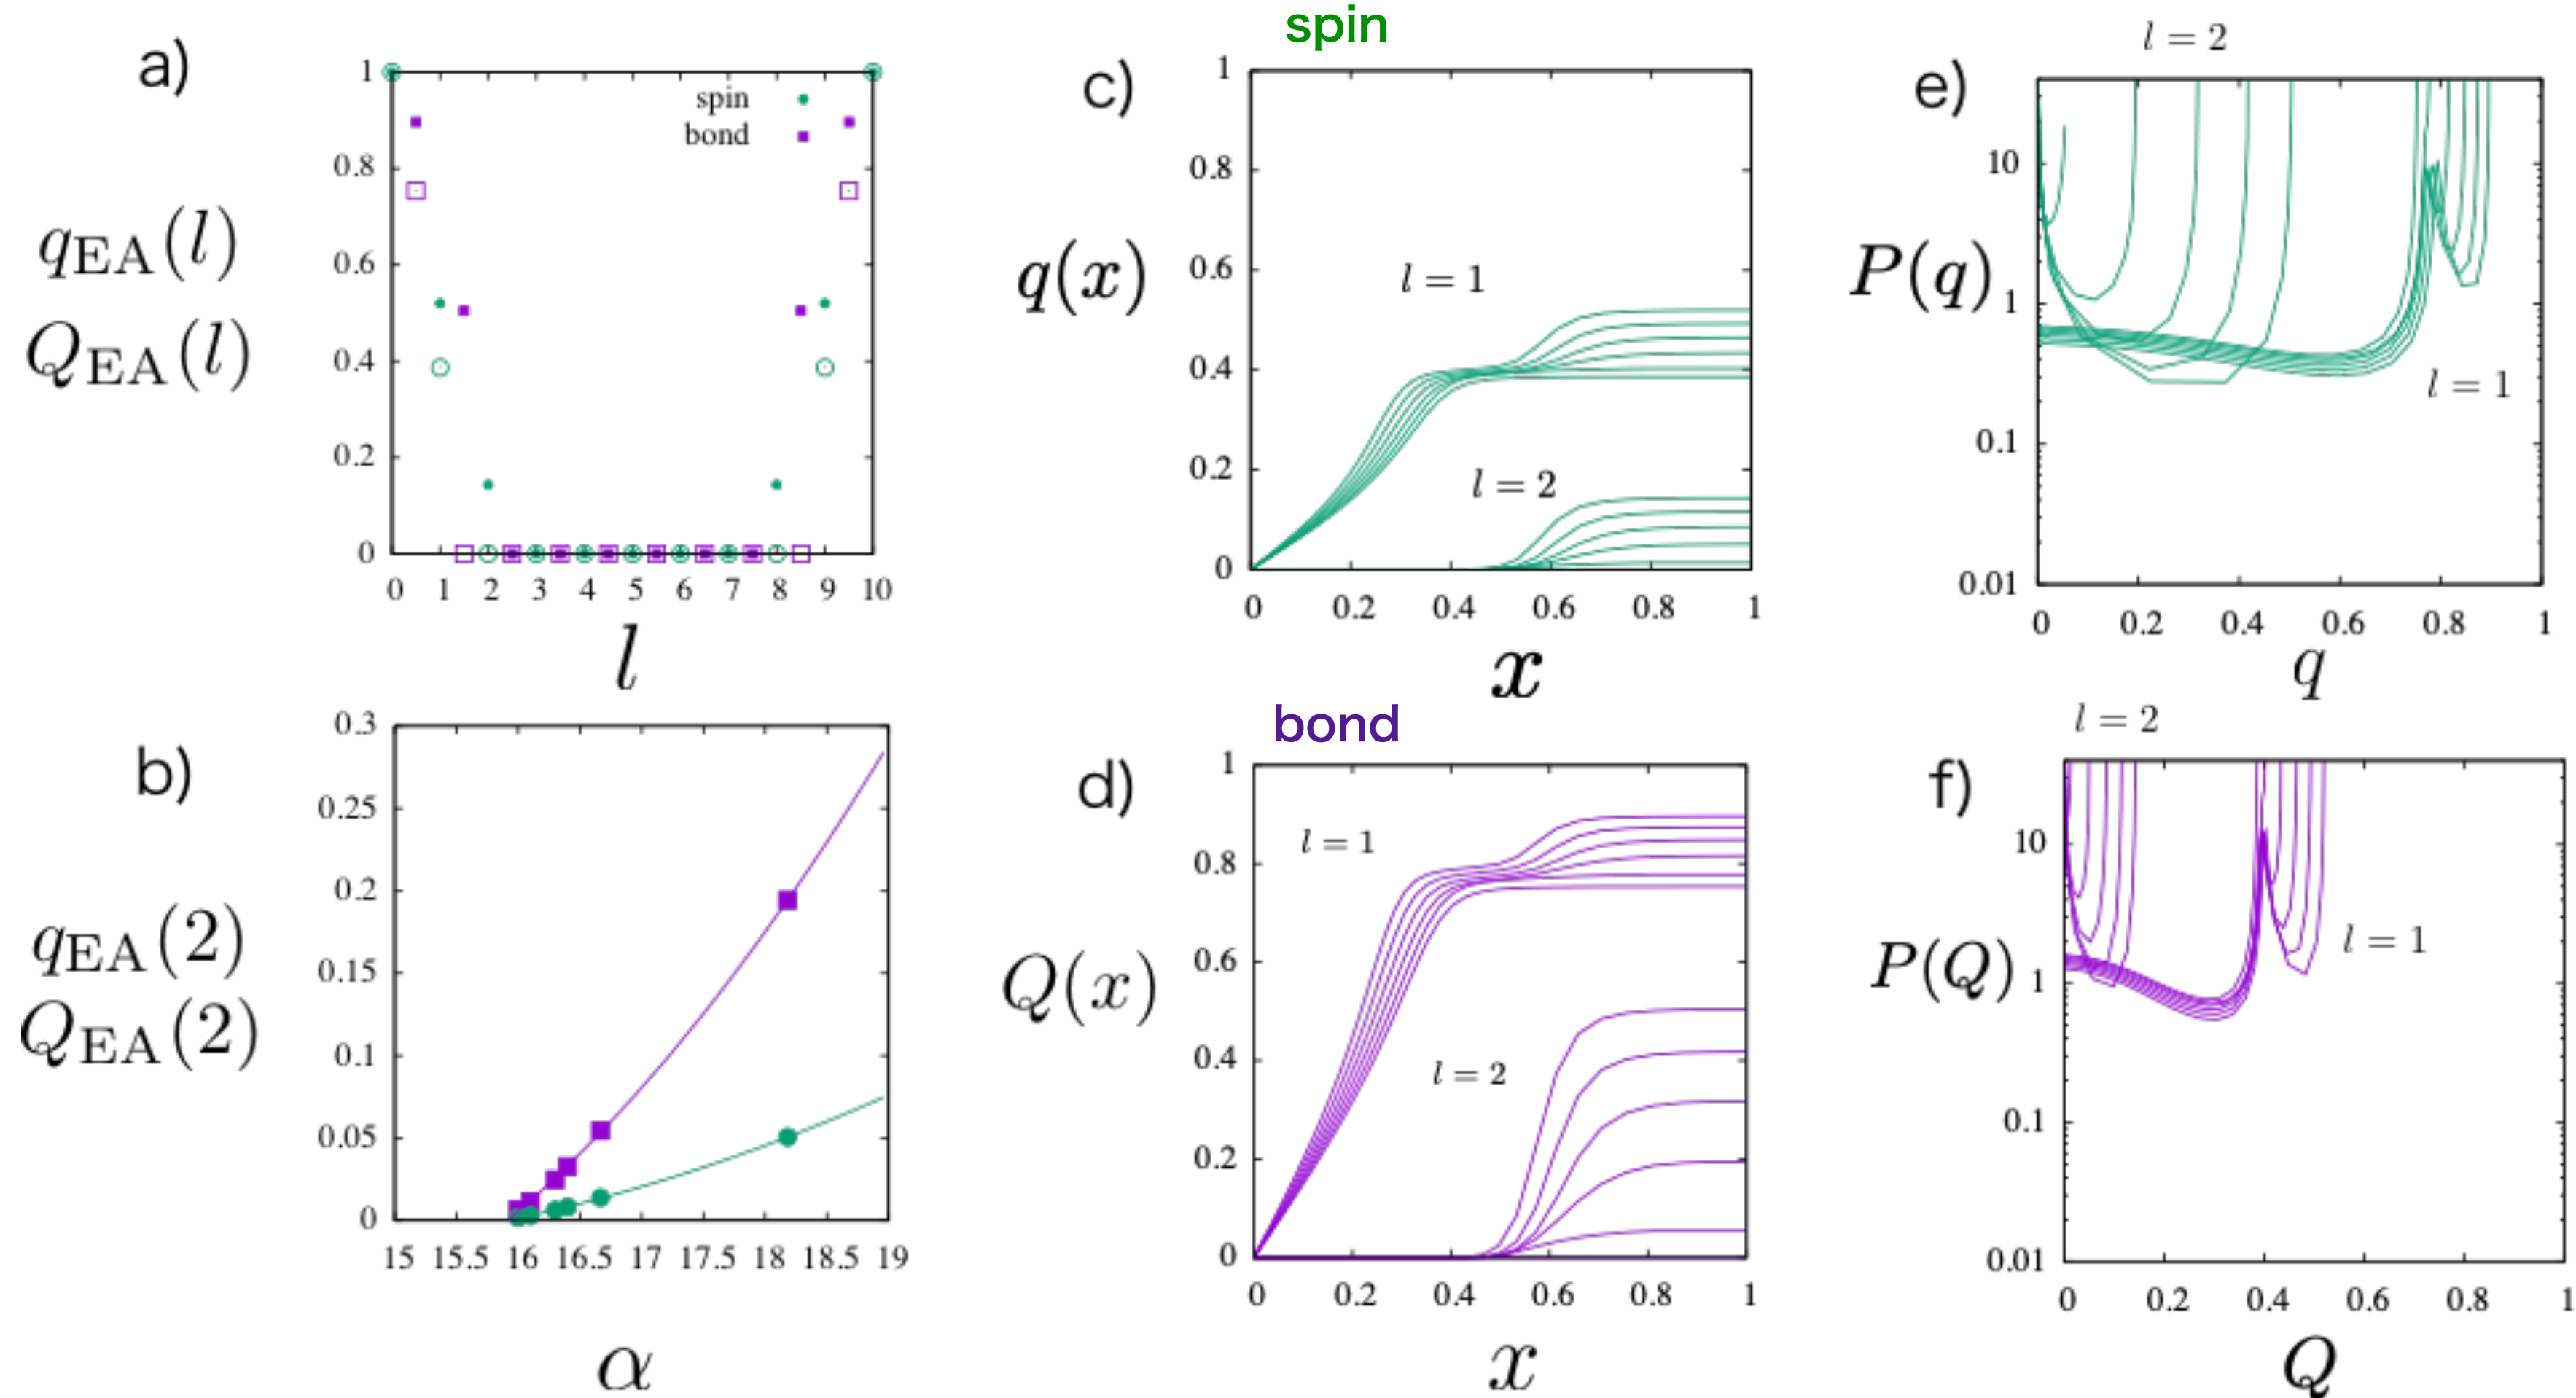 a)
q_EA(l)
Q_EA(l)
1
0.8
0.6
0.4
0.2
0
spin
bond
0 1 2 3 4 5 6 7 8 9 10
l
b)
q_EA(2)
Q_EA(2)
0.3
0.25
0.2
0.15
0.1
0.05
0
15 15.5 16 16.5 17 17.5 18 18.5 19
α
spin
c)
q(x)
1
0.8
0.6
0.4
0.2
0
l = 1
l = 2
0 0.2 0.4 0.6 0.8 1
x
bond
d)
Q(x)
1
0.8
0.6
0.4
0.2
0
l = 1
l = 2
0 0.2 0.4 0.6 0.8 1
x
l = 2
e)
P(q)
10
1
0.1
0.01
l = 1
0 0.2 0.4 0.6 0.8 1
q
l = 2
f)
P(Q)
10
1
0.1
0.01
l = 1
0 0.2 0.4 0.6 0.8 1
Q